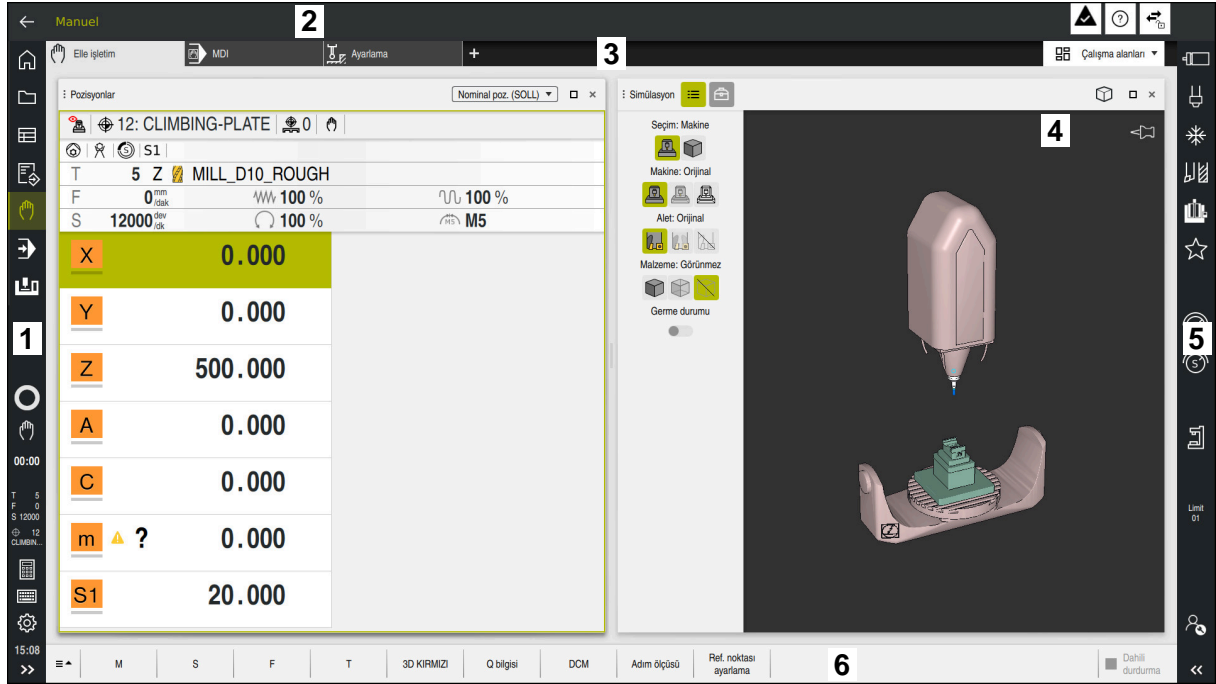 Manuel
2
Elle işletim
MDI
Ayarlama
+
3
Çalışma alanları
Pozisyonlar
Nominal poz. (SOLL)
12: CLIMBING-PLATE
0
S1
T 5 Z MILL_D10_ROUGH
F 0 mm/dak 100 % 100 %
S 12000 dev/dk 100 % M5
X 0.000
Y 0.000
Z 500.000
A 0.000
C 0.000
m ? 0.000
S1 20.000
Simülasyon
Seçim: Makine
Makine: Orijinal
Alet: Orijinal
Malzeme: Görünmez
Germe durumu
4
1
00:00
T 5
F 0
S 12000
12
CLIMBIN...
15:08
5
S
Limit
01
M
S
F
T
3D KIRMIZI
Q bilgisi
DCM
Adım ölçüsü
Ref. noktası
ayarlama
6
Dahili
durdurma